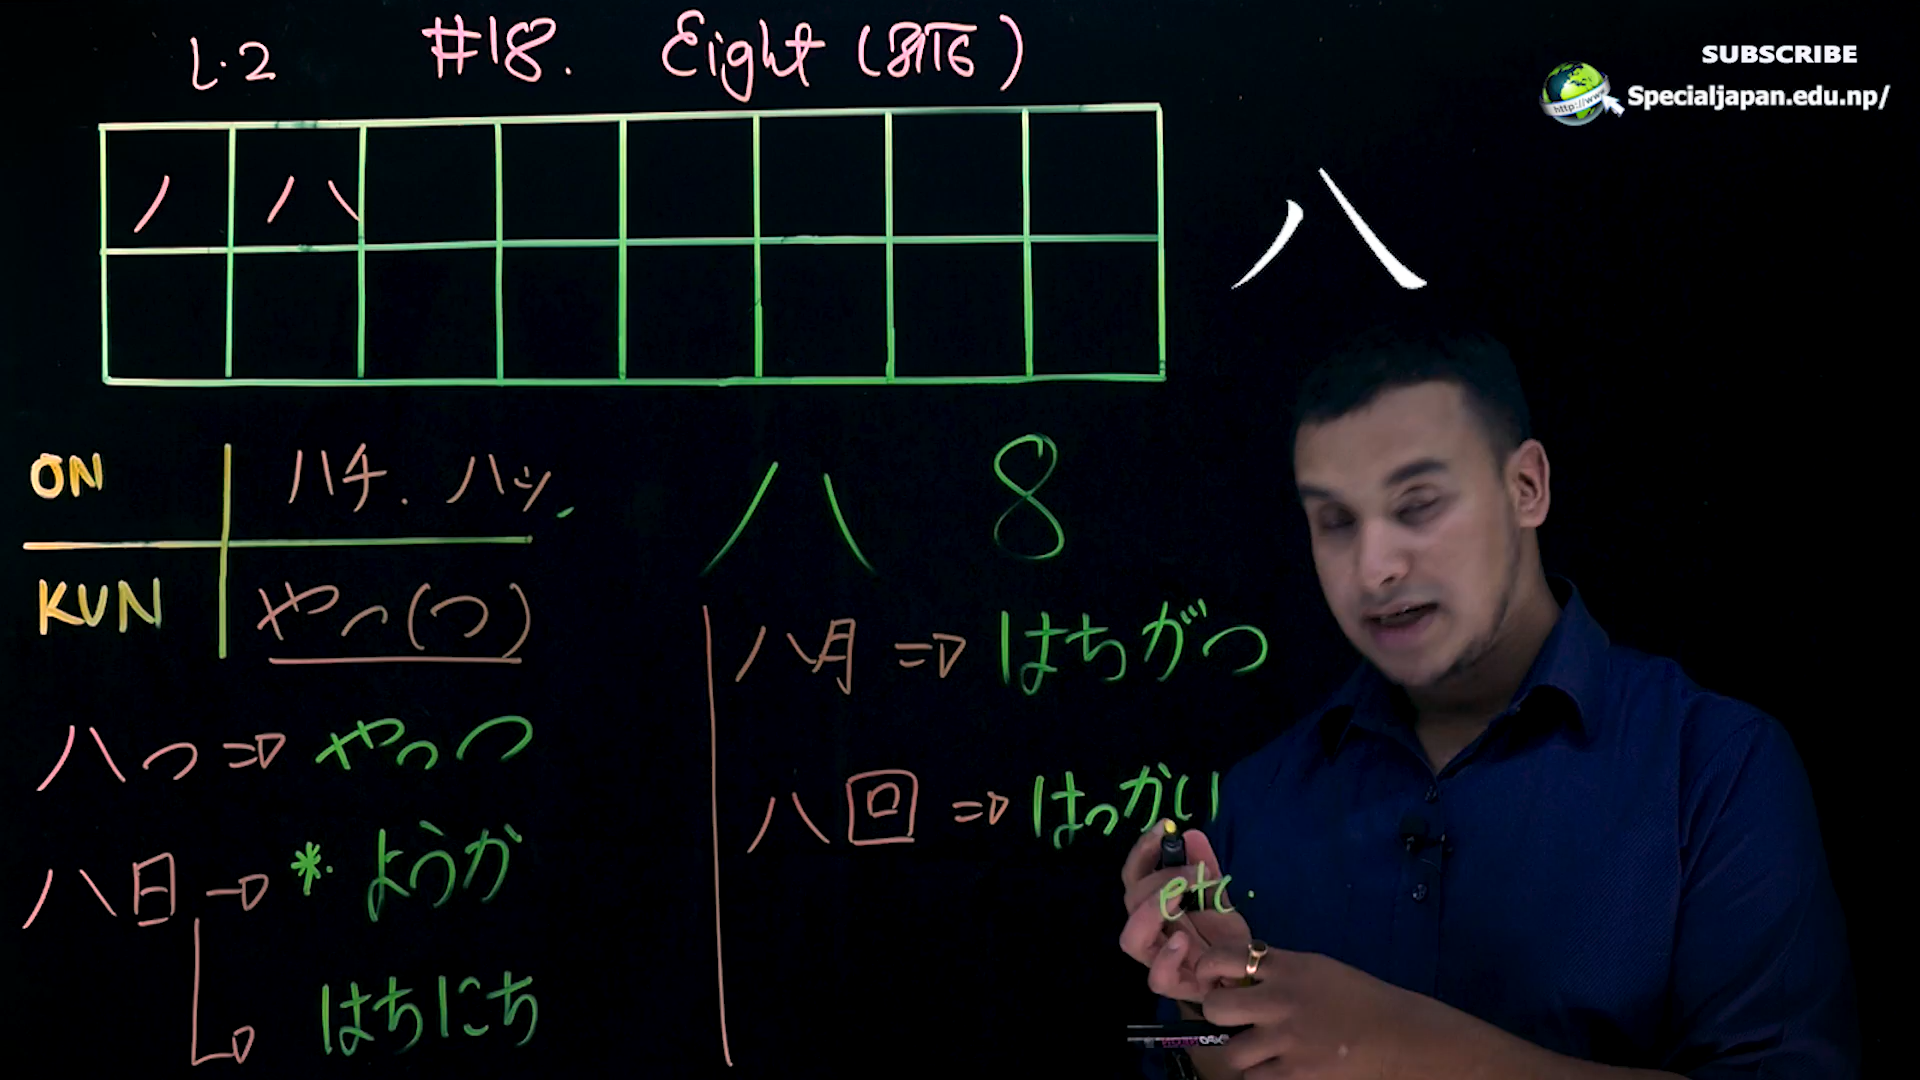 L.2 #18. Eight (आठ)
SUBSCRIBE
http://www
Specialjapan.edu.np/
ノ ハ
八
ON ハチ. ハッ.
KUN やっ(つ)
八 8
八つ ⇒ やっつ
八日 → *. ようか
はちにち
八月 ⇒ はちがつ
八回 ⇒ はっかい
etc.